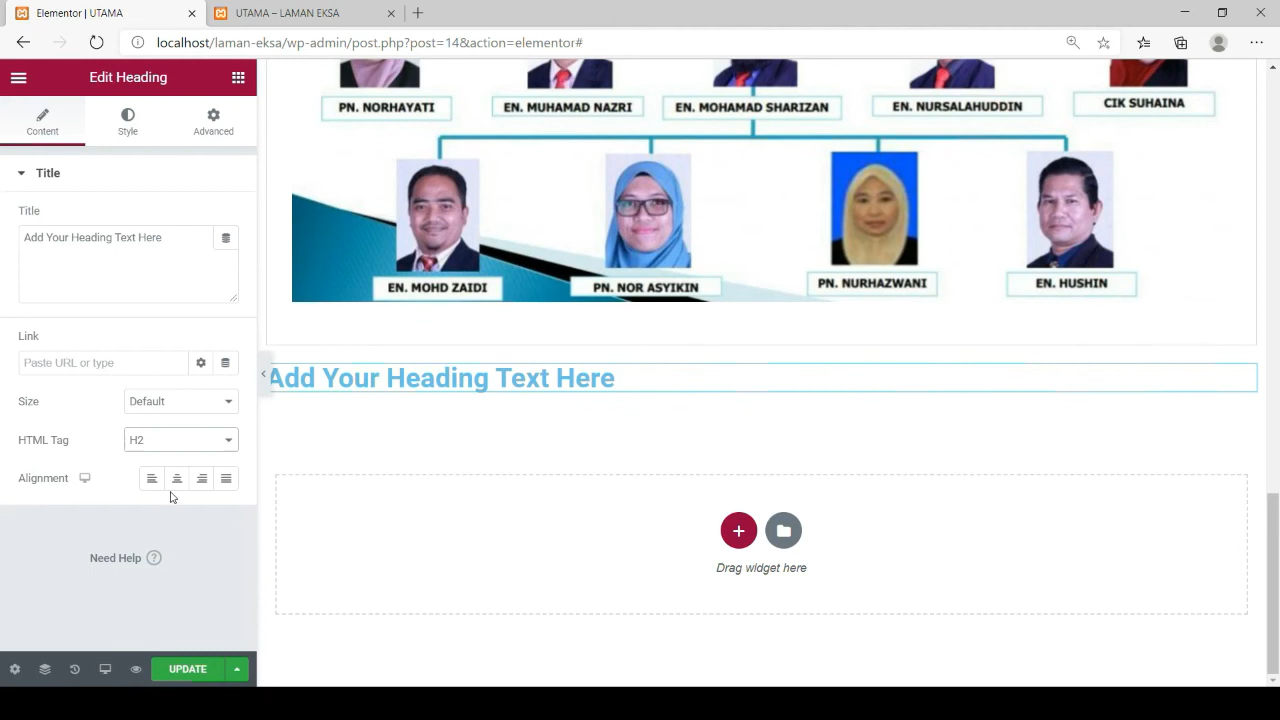 Elementor | UTAMA
UTAMA – LAMAN EKSA
localhost/laman-eksa/wp-admin/post.php?post=14&action=elementor#
Edit Heading
Content
Style
Advanced
Title
Title
Add Your Heading Text Here
Link
Paste URL or type
Size
Default
HTML Tag
H2
Alignment
Need Help ?
UPDATE
PN. NORHAYATI
EN. MUHAMAD NAZRI
EN. MOHAMAD SHARIZAN
EN. NURSALAHUDDIN
CIK SUHAINA
EN. MOHD ZAIDI
PN. NOR ASYIKIN
PN. NURHAZWANI
EN. HUSHIN
Add Your Heading Text Here
Drag widget here